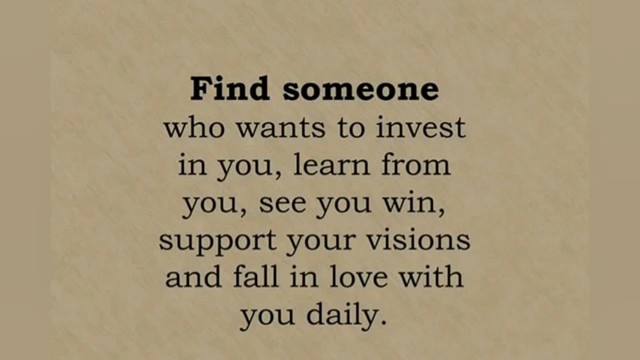 Find someone
who wants to invest
in you, learn from
you, see you win,
support your visions
and fall in love with
you daily.